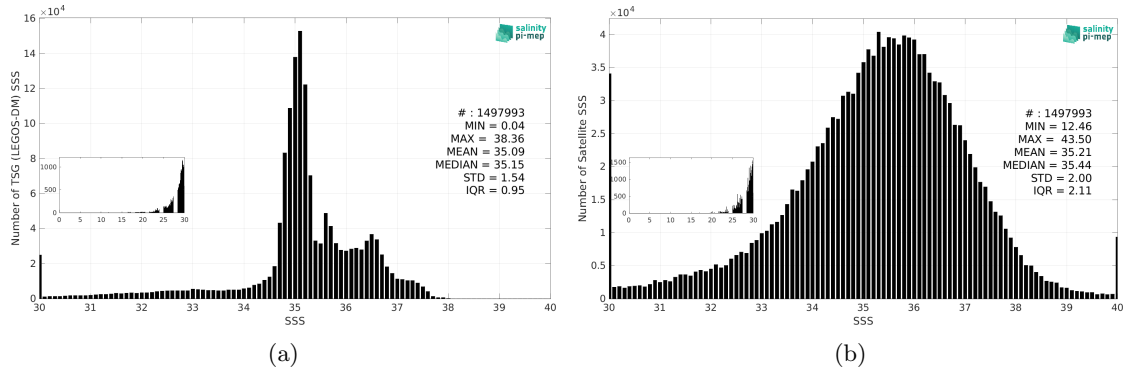 ×10^4
16
14
12
10
8
6
4
2
0
Number of TSG (LEGOS-DM) SSS
salinity
pi-mep
# : 1497993
MIN = 0.04
MAX = 38.36
MEAN = 35.09
MEDIAN = 35.15
STD = 1.54
IQR = 0.95
1000
500
0
0 5 10 15 20 25 30
30 31 32 33 34 35 36 37 38 39 40
SSS
(a)
×10^4
4
3.5
3
2.5
2
1.5
1
0.5
0
Number of Satellite SSS
salinity
pi-mep
# : 1497993
MIN = 12.46
MAX = 43.50
MEAN = 35.21
MEDIAN = 35.44
STD = 2.00
IQR = 2.11
1500
1000
500
0
0 5 10 15 20 25 30
30 31 32 33 34 35 36 37 38 39 40
SSS
(b)